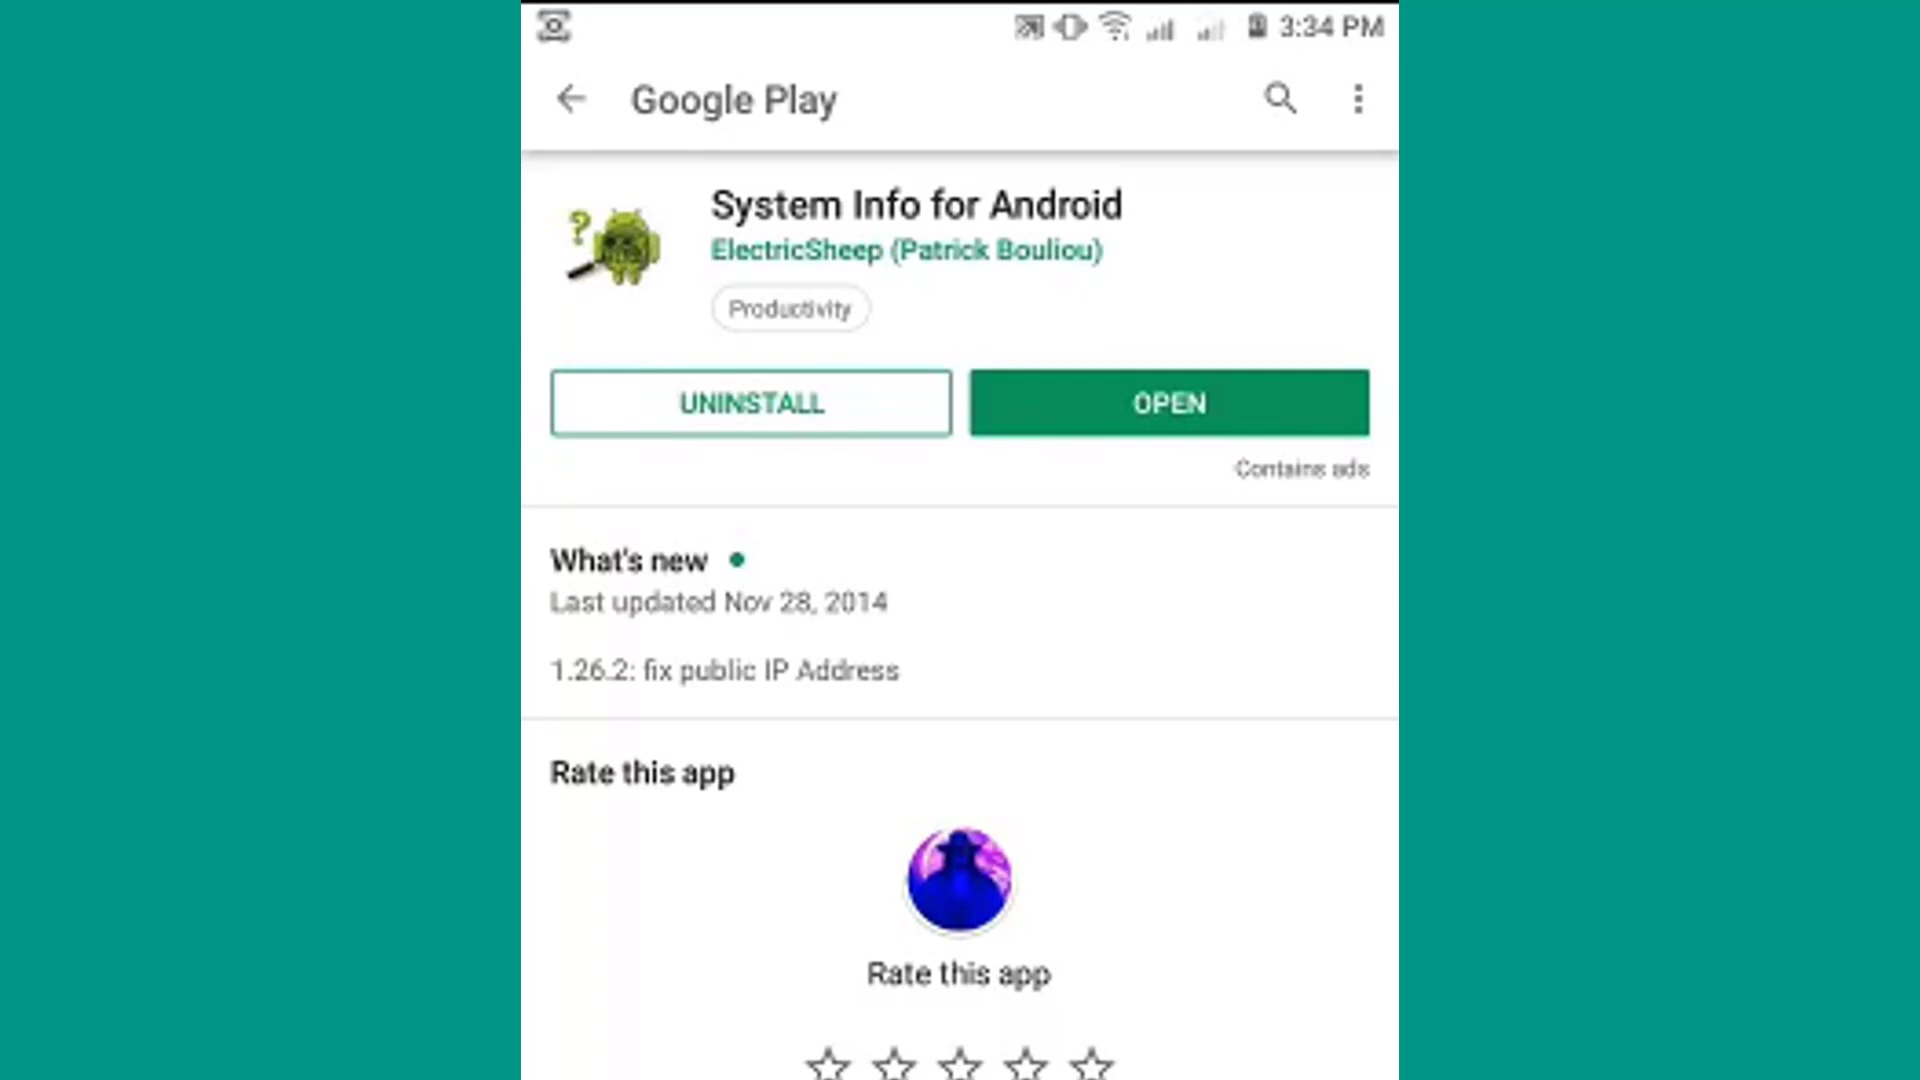 3:34 PM
Google Play
System Info for Android
ElectricSheep (Patrick Bouliou)
Productivity
UNINSTALL
OPEN
Contains ads
What's new
Last updated Nov 28, 2014
1.26.2: fix public IP Address
Rate this app
Rate this app